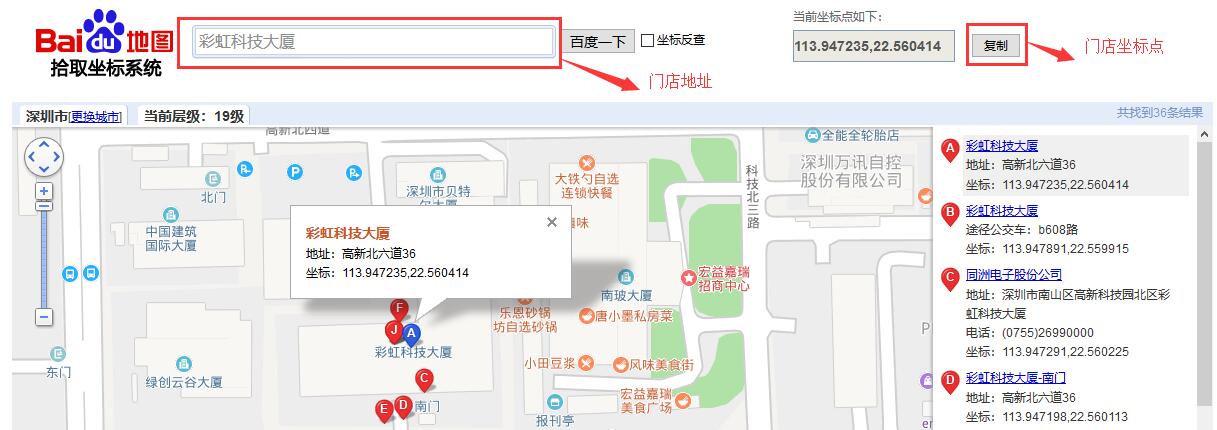 Bai du 地图
拾取坐标系统
彩虹科技大厦
百度一下
坐标反查
当前坐标点如下：
113.947235,22.560414
复制
门店坐标点
门店地址
深圳市[更换城市]
当前层级：19级
共找到36条结果
高新北四道
全能全轮胎店
深圳万讯自控
股份有限公司
科技北三路
大铁勺自选
连锁快餐
深圳市贝特
尔大厦
北门
中国建筑
国际大厦
彩虹科技大厦
地址：高新北六道36
坐标：113.947235,22.560414
宏益嘉瑞
招商中心
南玻大厦
乐恩砂锅
坊自选砂锅
唐小墨私房菜
F
J
A
彩虹科技大厦
小田豆浆
风味美食街
东门
绿创云谷大厦
C
E
D
南门
宏益嘉瑞
美食广场
报刊亭
A
彩虹科技大厦
地址：高新北六道36
坐标：113.947235,22.560414
B
彩虹科技大厦
途径公交车：b608路
坐标：113.947891,22.559915
C
同洲电子股份公司
地址：深圳市南山区高新科技园北区彩
虹科技大厦
电话：(0755)26990000
坐标：113.947291,22.560225
D
彩虹科技大厦-南门
地址：高新北六道36
坐标：113.947198,22.560113